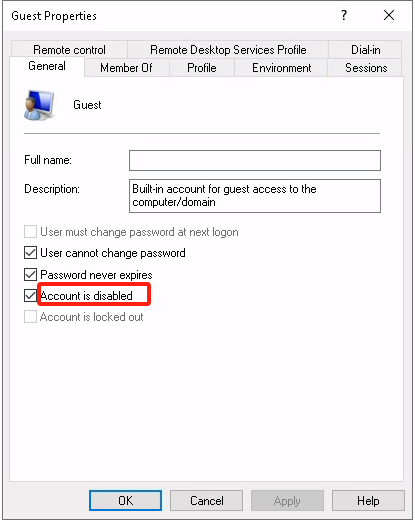 Guest Properties
?
Remote control
Remote Desktop Services Profile
Dial-in
General
Member Of
Profile
Environment
Sessions
Guest
Full name:
Description:
Built-in account for guest access to the
computer/domain
User must change password at next logon
User cannot change password
Password never expires
Account is disabled
Account is locked out
OK
Cancel
Apply
Help